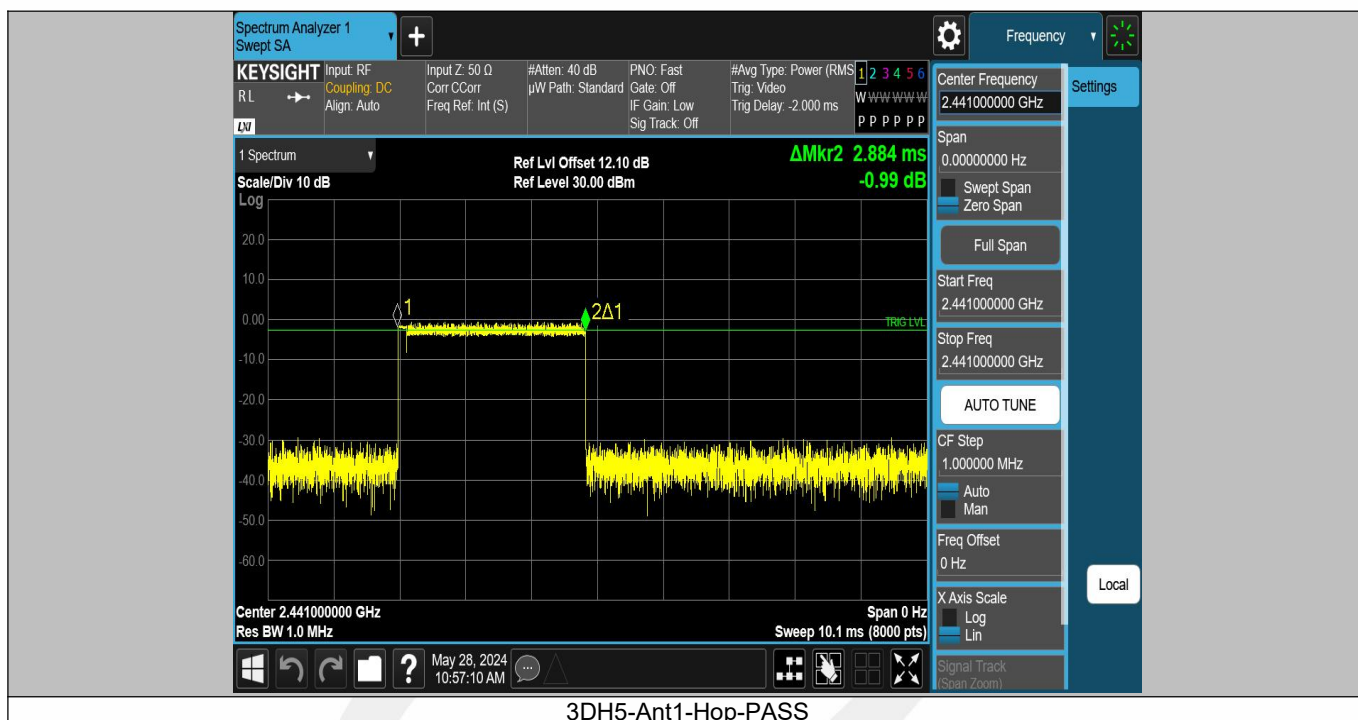 Spectrum Analyzer 1
Swept SA
+
Frequency
KEYSIGHT
RL
LXI
Input: RF
Coupling: DC
Align: Auto
Input Z: 50 Ω
Corr CCorr
Freq Ref: Int (S)
#Atten: 40 dB
µW Path: Standard
PNO: Fast
Gate: Off
IF Gain: Low
Sig Track: Off
#Avg Type: Power (RMS
Trig: Video
Trig Delay: -2.000 ms
1 2 3 4 5 6
W W W W W W
P P P P P P
1 Spectrum
Scale/Div 10 dB
Log
Ref Lvl Offset 12.10 dB
Ref Level 30.00 dBm
ΔMkr2 2.884 ms
-0.99 dB
20.0
10.0
0.00
-10.0
-20.0
-30.0
-40.0
-50.0
-60.0
1
2Δ1
TRIG LVL
Center 2.441000000 GHz
Res BW 1.0 MHz
Span 0 Hz
Sweep 10.1 ms (8000 pts)
Center Frequency
2.441000000 GHz
Settings
Span
0.00000000 Hz
Swept Span
Zero Span
Full Span
Start Freq
2.441000000 GHz
Stop Freq
2.441000000 GHz
AUTO TUNE
CF Step
1.000000 MHz
Auto
Man
Freq Offset
0 Hz
X Axis Scale
Log
Lin
Local
Signal Track
(Span Zoom)
?
May 28, 2024
10:57:10 AM
3DH5-Ant1-Hop-PASS